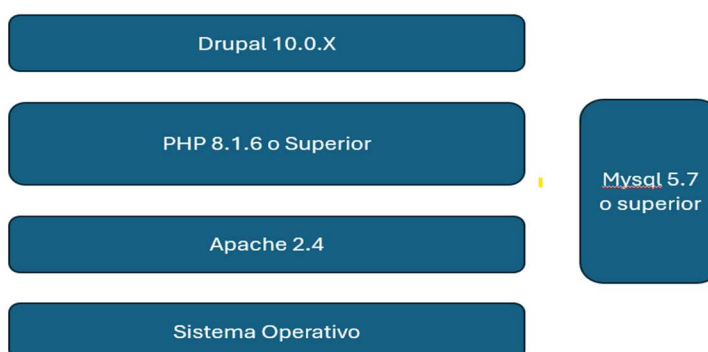 Drupal 10.0.X
PHP 8.1.6 o Superior
Mysql 5.7
o superior
Apache 2.4
Sistema Operativo